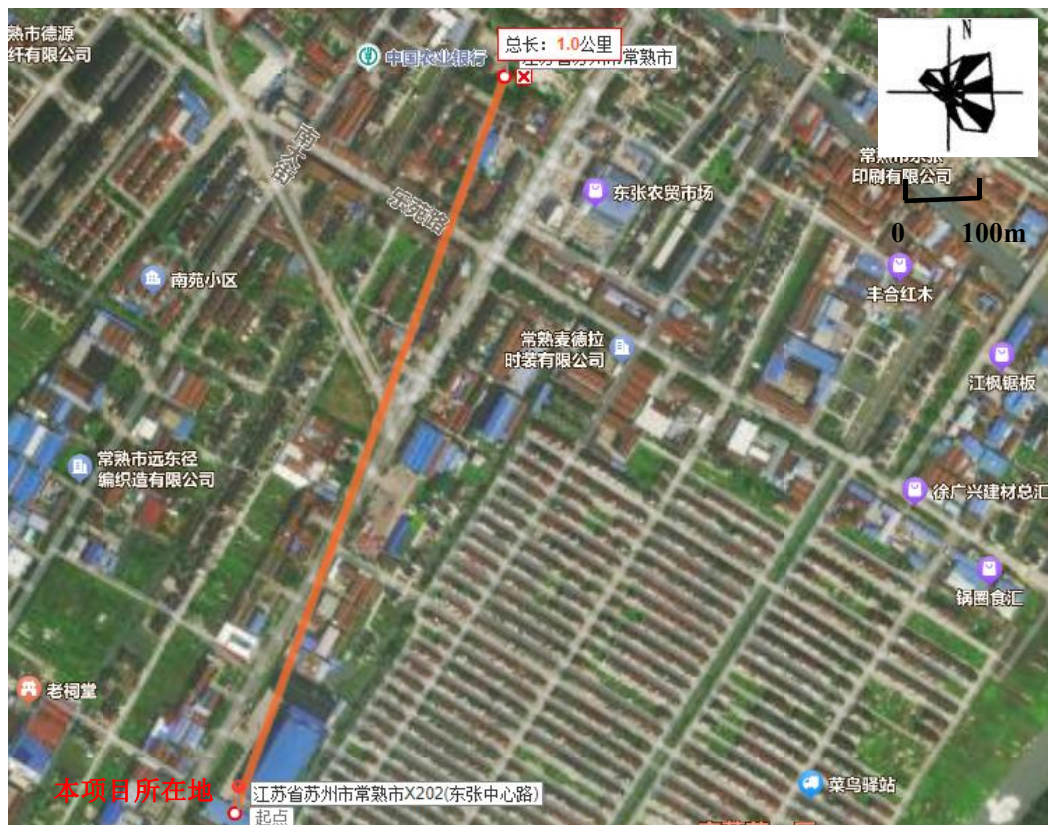 熟市德源
纤有限公司
中国农业银行
总长：1.0公里
江苏省苏州市常熟市
N
常熟市东张
印刷有限公司
0 100m
南大街
乐苑路
东张农贸市场
南苑小区
丰合红木
常熟麦德拉
时装有限公司
江枫锯板
常熟市远东径
编织造有限公司
徐广兴建材总汇
锅圈食汇
老祠堂
本项目所在地
江苏省苏州市常熟市X202(东张中心路)
起点
菜鸟驿站